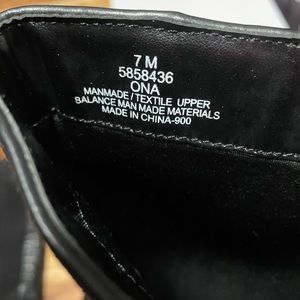 7 M
5858436
ONA
MANMADE / TEXTILE UPPER
BALANCE MAN MADE MATERIALS
MADE IN CHINA-900